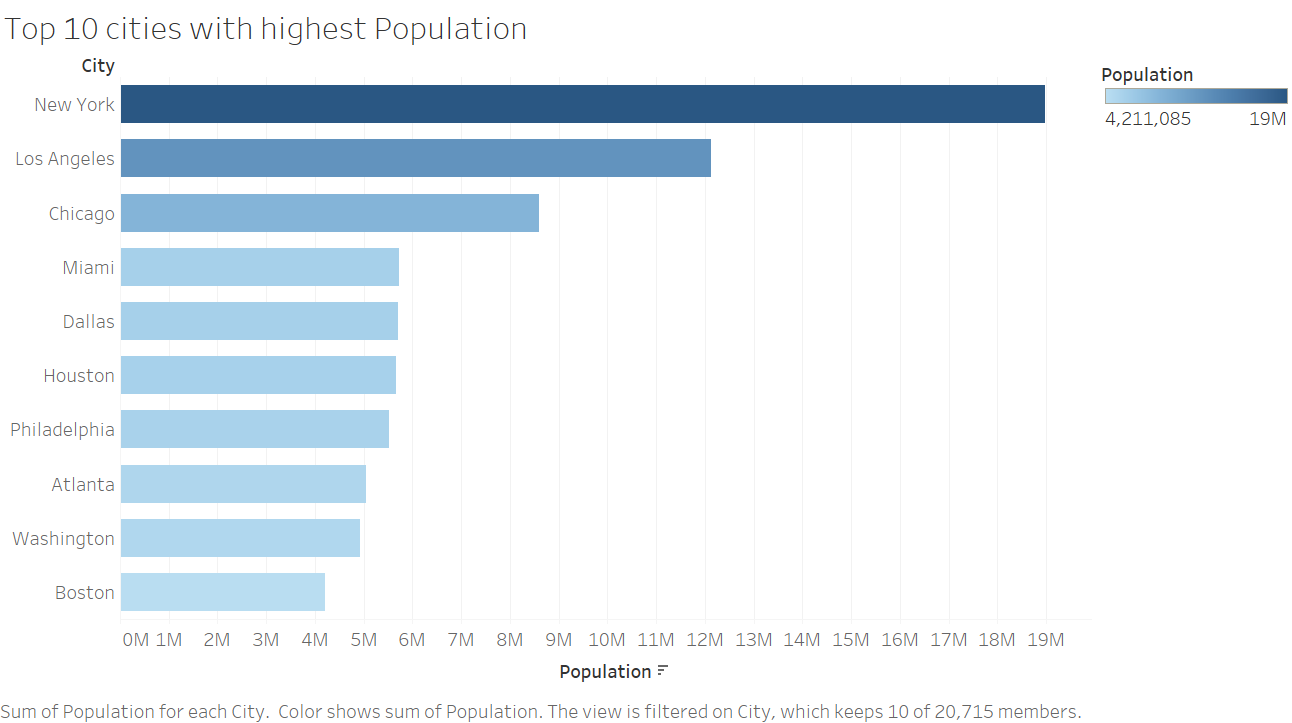 Top 10 cities with highest Population
City
New York
Los Angeles
Chicago
Miami
Dallas
Houston
Philadelphia
Atlanta
Washington
Boston
0M 1M 2M 3M 4M 5M 6M 7M 8M 9M 10M 11M 12M 13M 14M 15M 16M 17M 18M 19M
Population
Population
4,211,085 19M
Sum of Population for each City.  Color shows sum of Population. The view is filtered on City, which keeps 10 of 20,715 members.